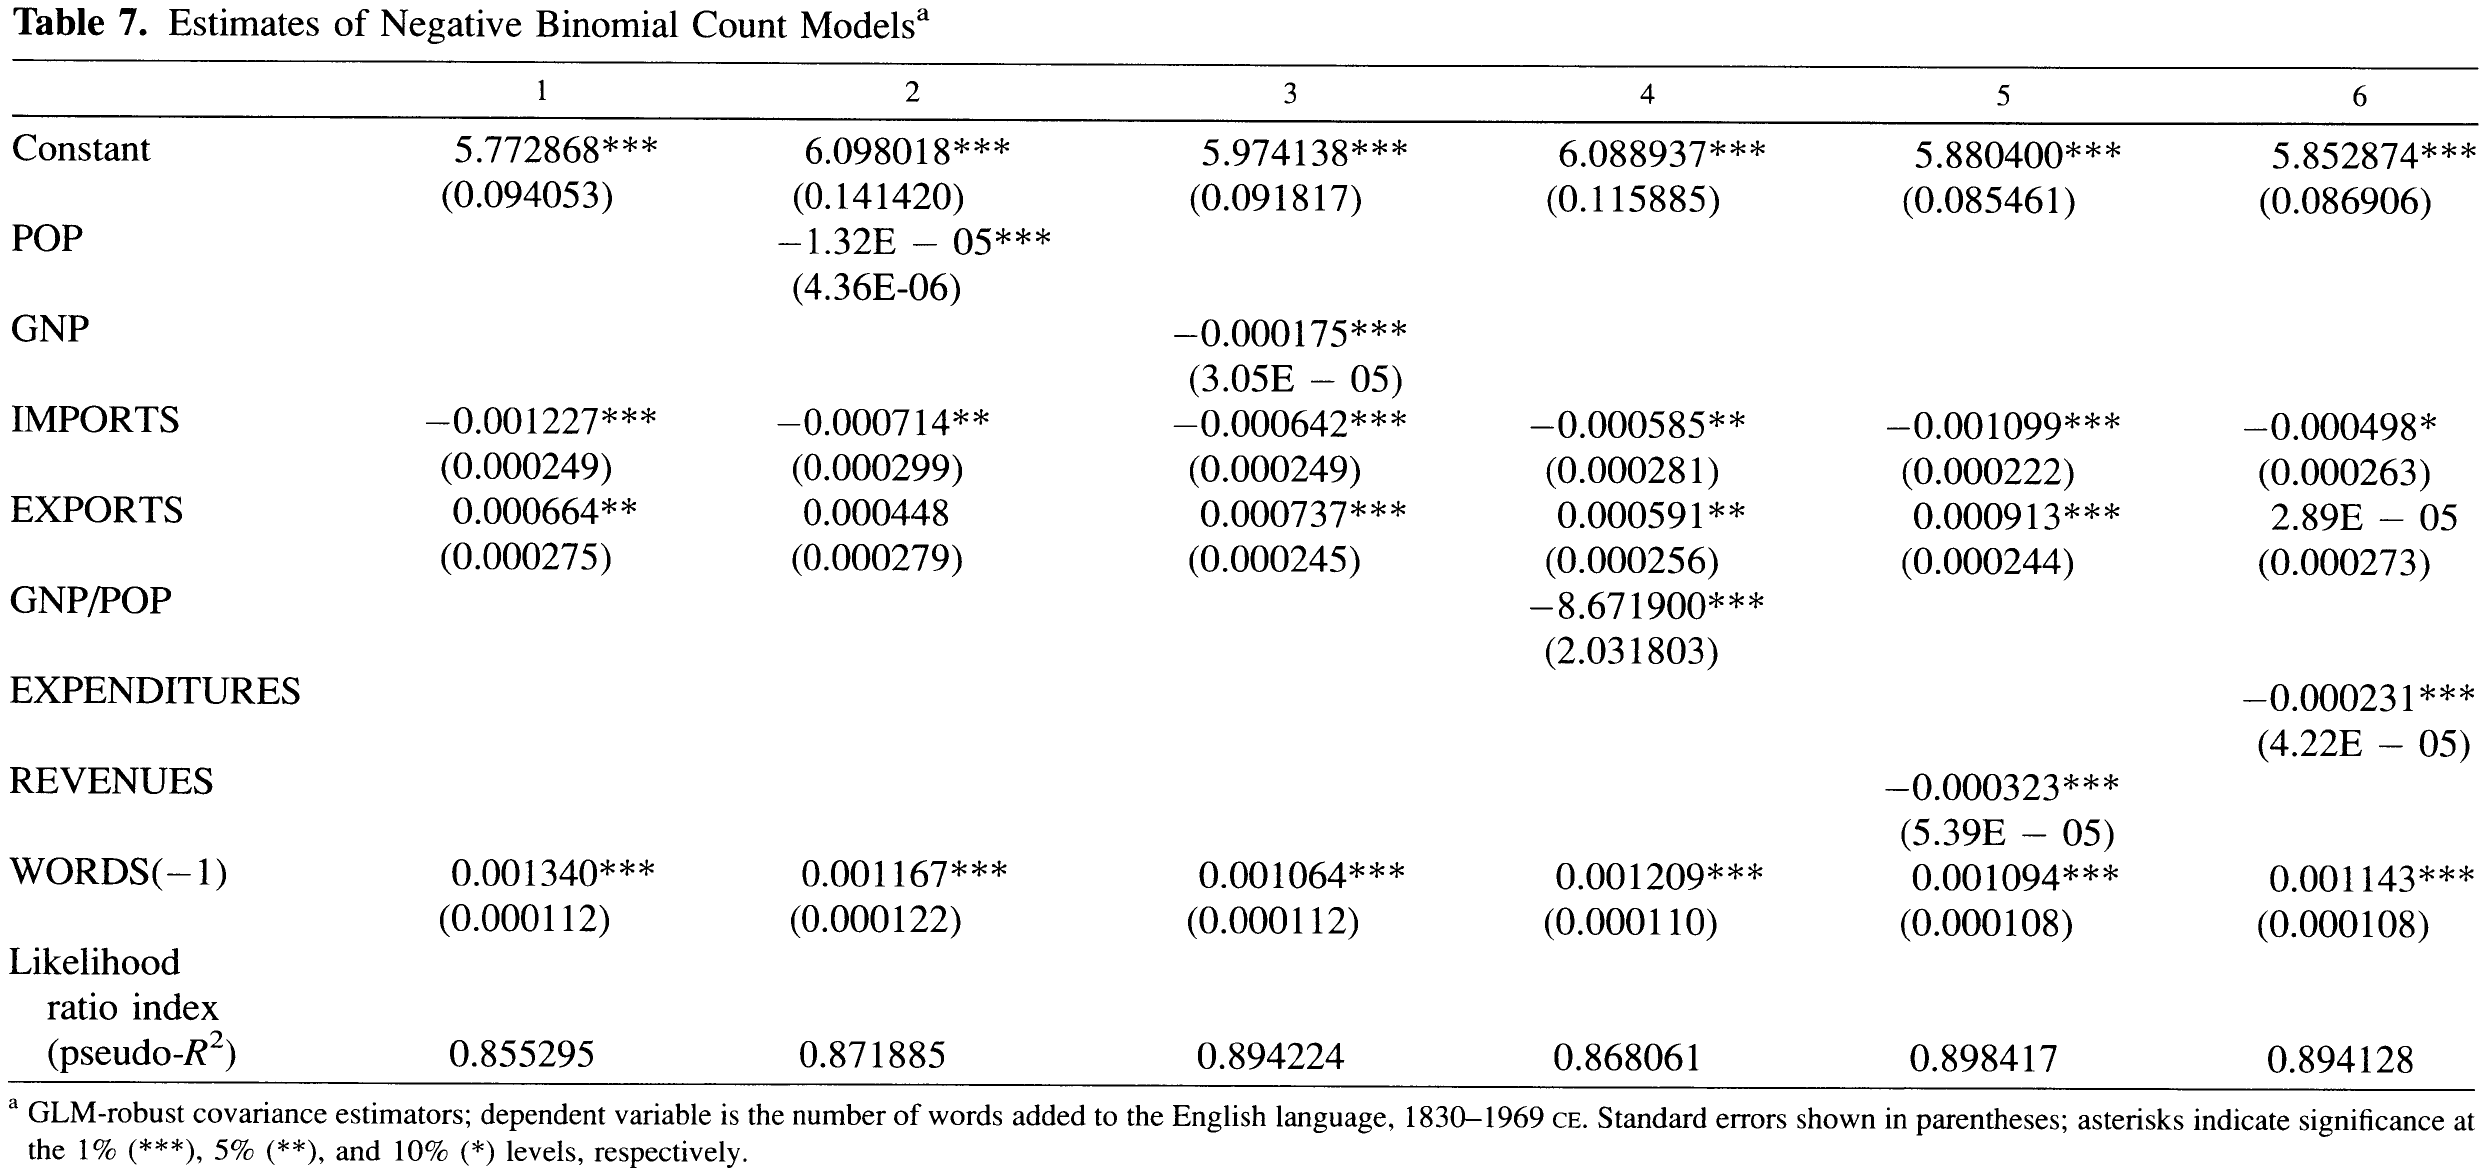 Table 7. Estimates of Negative Binomial Count Models^a
1 2 3 4 5 6
Constant 5.772868*** 6.098018*** 5.974138*** 6.088937*** 5.880400*** 5.852874***
(0.094053) (0.141420) (0.091817) (0.115885) (0.085461) (0.086906)
POP −1.32E − 05***
(4.36E-06)
GNP −0.000175***
(3.05E − 05)
IMPORTS −0.001227*** −0.000714** −0.000642*** −0.000585** −0.001099*** −0.000498*
(0.000249) (0.000299) (0.000249) (0.000281) (0.000222) (0.000263)
EXPORTS 0.000664** 0.000448 0.000737*** 0.000591** 0.000913*** 2.89E − 05
(0.000275) (0.000279) (0.000245) (0.000256) (0.000244) (0.000273)
GNP/POP −8.671900***
(2.031803)
EXPENDITURES −0.000231***
(4.22E − 05)
REVENUES −0.000323***
(5.39E − 05)
WORDS(−1) 0.001340*** 0.001167*** 0.001064*** 0.001209*** 0.001094*** 0.001143***
(0.000112) (0.000122) (0.000112) (0.000110) (0.000108) (0.000108)
Likelihood
ratio index
(pseudo-R²) 0.855295 0.871885 0.894224 0.868061 0.898417 0.894128
^a GLM-robust covariance estimators; dependent variable is the number of words added to the English language, 1830–1969 CE. Standard errors shown in parentheses; asterisks indicate significance at
the 1% (***), 5% (**), and 10% (*) levels, respectively.